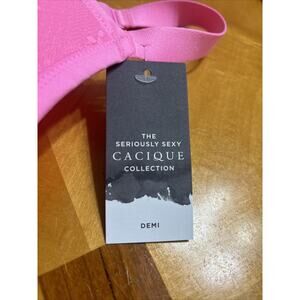 THE
SERIOUSLY SEXY
CACIQUE
COLLECTION
DEMI